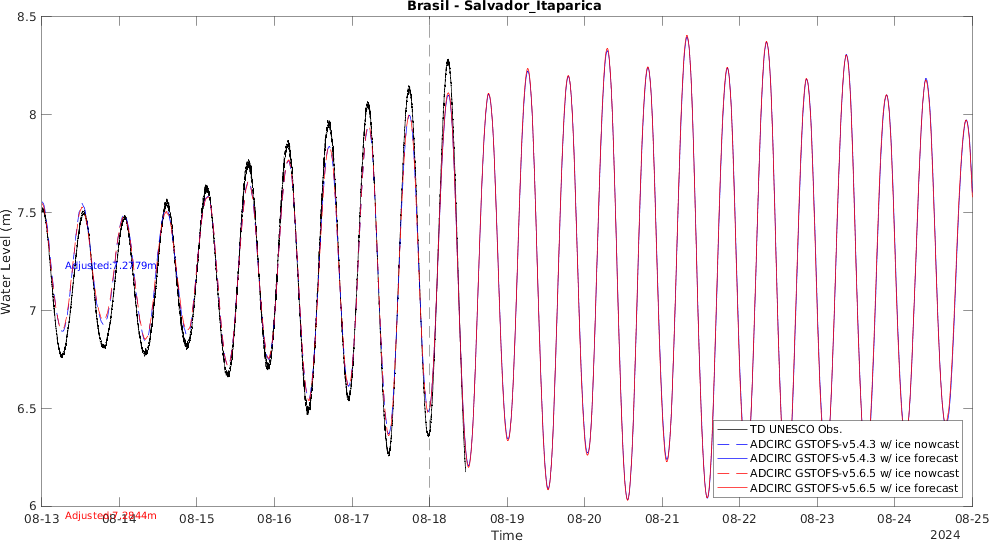 Brasil - Salvador_Itaparica
8.5
8
7.5
7
6.5
6
Water Level (m)
Adjusted:7.2779m
Adjusted:7.2944m
TD UNESCO Obs.
ADCIRC GSTOFS-v5.4.3 w/ ice nowcast
ADCIRC GSTOFS-v5.4.3 w/ ice forecast
ADCIRC GSTOFS-v5.6.5 w/ ice nowcast
ADCIRC GSTOFS-v5.6.5 w/ ice forecast
08-13 08-14 08-15 08-16 08-17 08-18 08-19 08-20 08-21 08-22 08-23 08-24 08-25
Time
2024